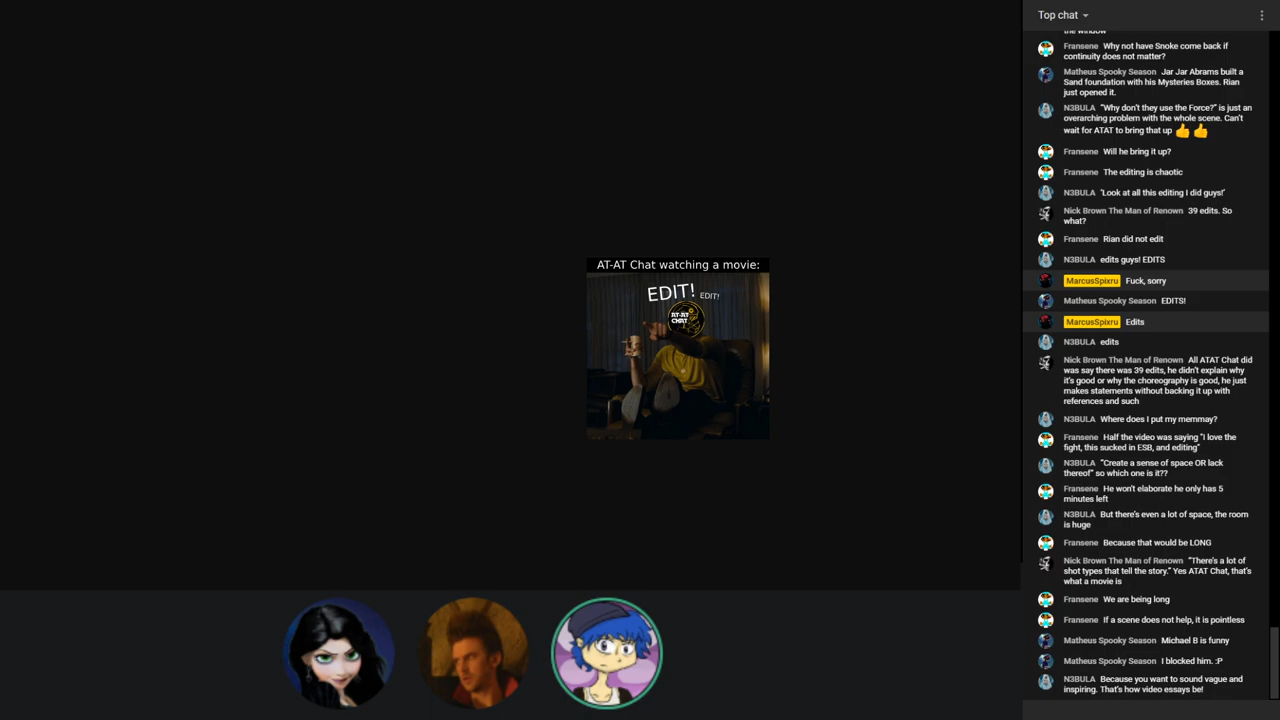 AT-AT Chat watching a movie:
EDIT! EDIT!
AT-AT
CHAT
Top chat
the window
Fransene Why not have Snoke come back if
continuity does not matter?
Matheus Spooky Season Jar Jar Abrams built a
Sand foundation with his Mysteries Boxes. Rian
just opened it.
N3BULA “Why don't they use the Force?” is just an
overarching problem with the whole scene. Can't
wait for ATAT to bring that up 👍👍
Fransene Will he bring it up?
Fransene The editing is chaotic
N3BULA 'Look at all this editing I did guys!'
Nick Brown The Man of Renown 39 edits. So
what?
Fransene Rian did not edit
N3BULA edits guys! EDITS
MarcusSpixru Fuck, sorry
Matheus Spooky Season EDITS!
MarcusSpixru Edits
N3BULA edits
Nick Brown The Man of Renown All ATAT Chat did
was say there was 39 edits, he didn't explain why
it's good or why the choreography is good, he just
makes statements without backing it up with
references and such
N3BULA Where does I put my memmay?
Fransene Half the video was saying "I love the
fight, this sucked in ESB, and editing"
N3BULA “Create a sense of space OR lack
thereof” so which one is it??
Fransene He won't elaborate he only has 5
minutes left
N3BULA But there's even a lot of space, the room
is huge
Fransene Because that would be LONG
Nick Brown The Man of Renown “There's a lot of
shot types that tell the story.” Yes ATAT Chat, that's
what a movie is
Fransene We are being long
Fransene If a scene does not help, it is pointless
Matheus Spooky Season Michael B is funny
Matheus Spooky Season I blocked him. :P
N3BULA Because you want to sound vague and
inspiring. That's how video essays be!